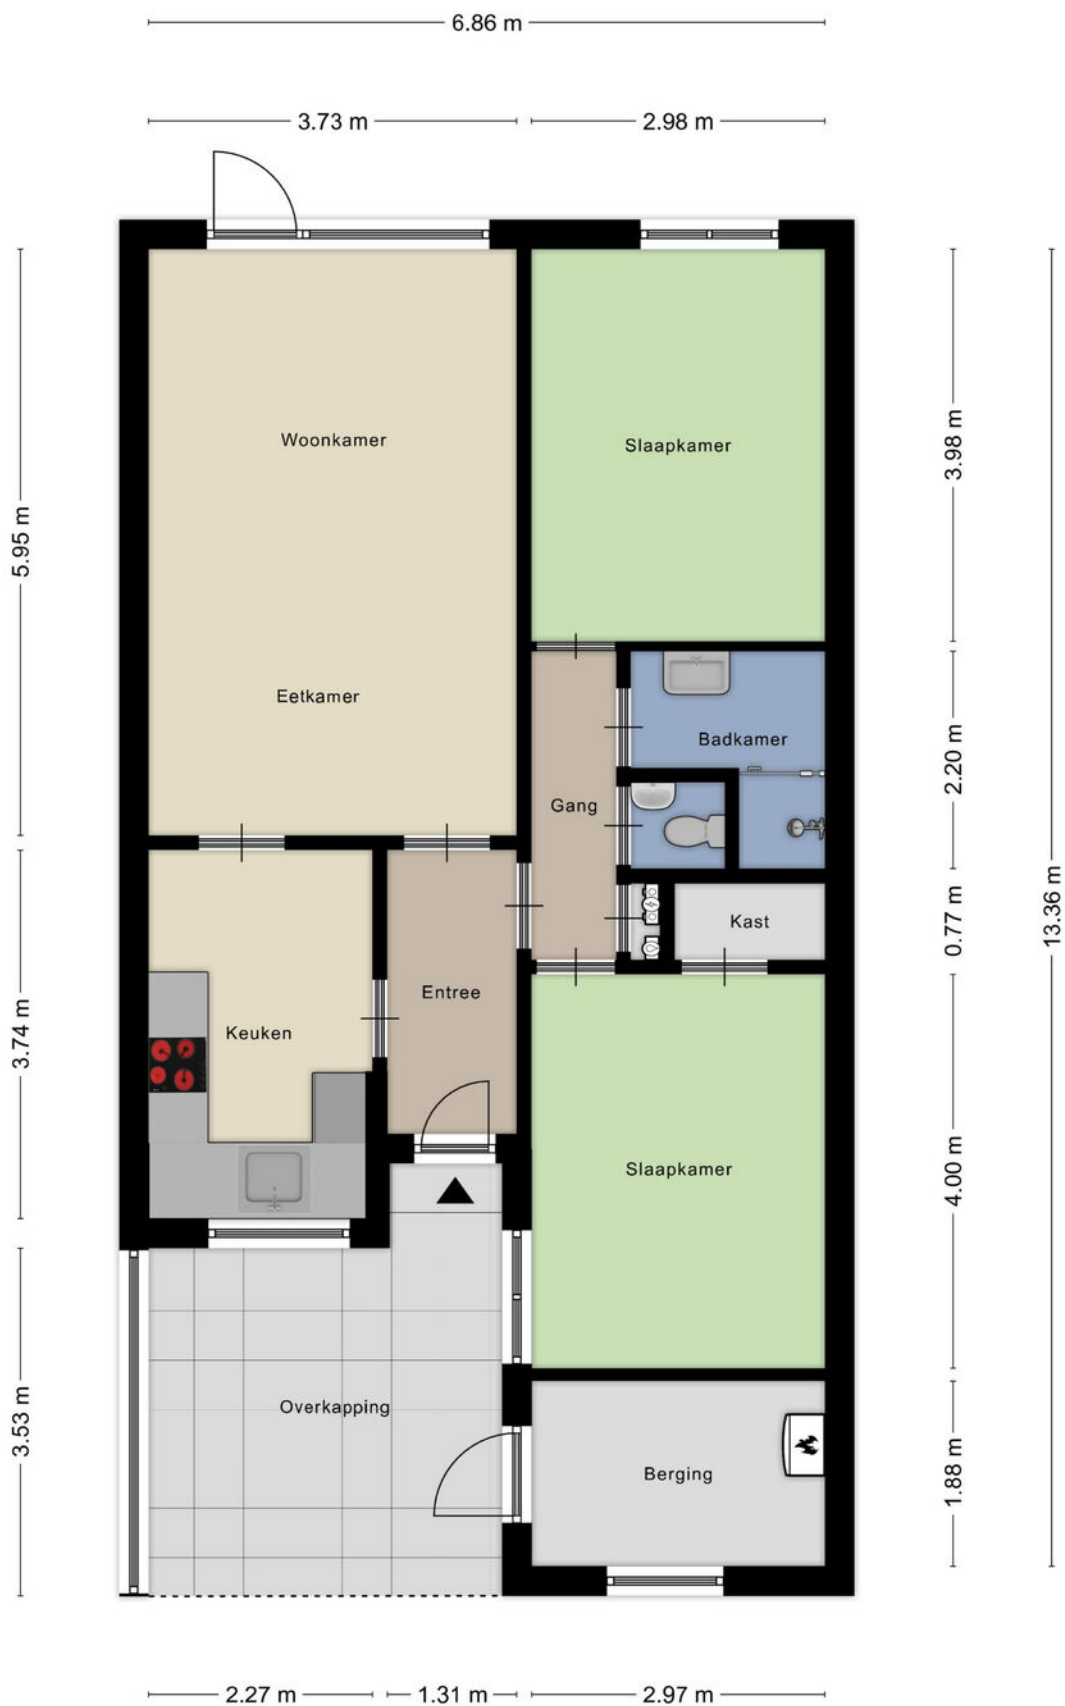 6.86 m
3.73 m
2.98 m
Woonkamer
Slaapkamer
3.98 m
5.95 m
Eetkamer
Badkamer
2.20 m
Gang
Kast
0.77 m
13.36 m
Entree
Keuken
3.74 m
Slaapkamer
4.00 m
Overkapping
3.53 m
Berging
1.88 m
2.27 m
1.31 m
2.97 m